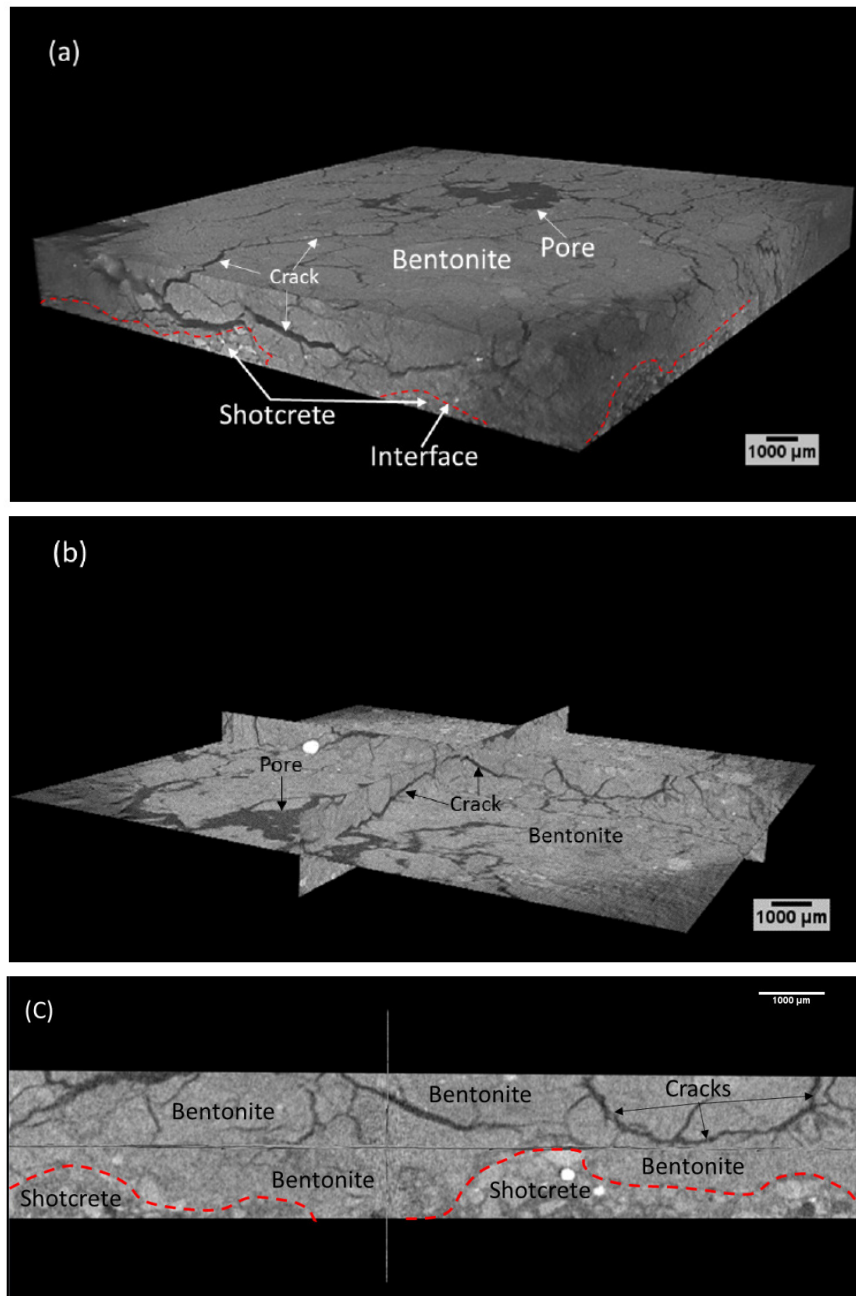 (a)
Pore
Bentonite
Crack
Shotcrete
Interface
1000 µm
(b)
Pore
Crack
Bentonite
1000 µm
(C)
1000 µm
Bentonite
Bentonite
Cracks
Bentonite
Bentonite
Shotcrete
Shotcrete